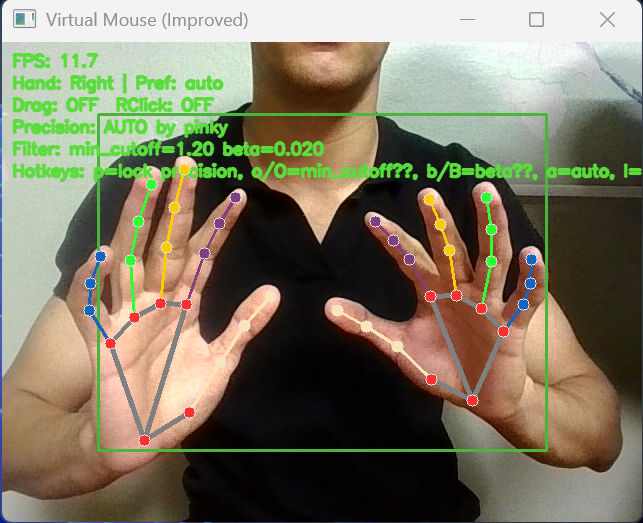 Virtual Mouse (Improved)
FPS: 11.7
Hand: Right | Pref: auto
Drag: OFF RClick: OFF
Precision: AUTO by pinky
Filter: min_cutoff=1.20 beta=0.020
Hotkeys: p=lock precision, o/O=min_cutoff??, b/B=beta??, a=auto, l=